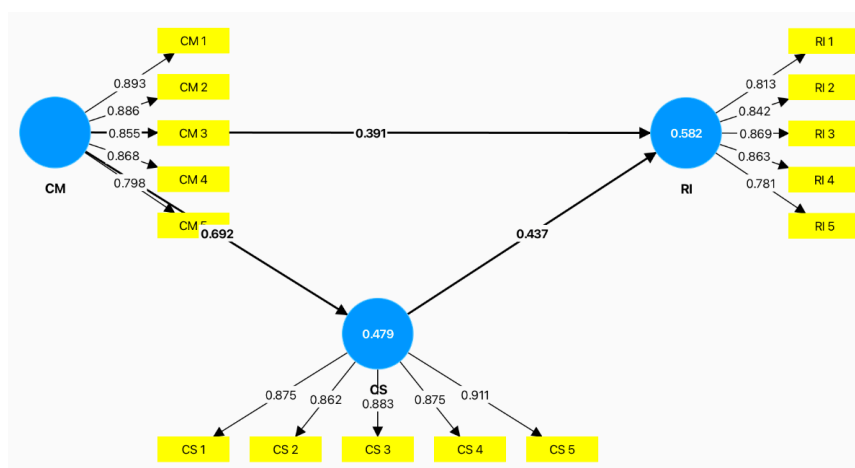 CM 1
RI 1
0.893
0.813
CM 2
RI 2
0.886
0.842
0.855
CM 3
0.391
0.582
0.869
RI 3
0.868
0.863
CM 4
RI 4
0.798
0.781
CM
RI
CM 5
RI 5
0.692
0.437
0.479
CS
0.875
0.862
0.883
0.875
0.911
CS 1
CS 2
CS 3
CS 4
CS 5